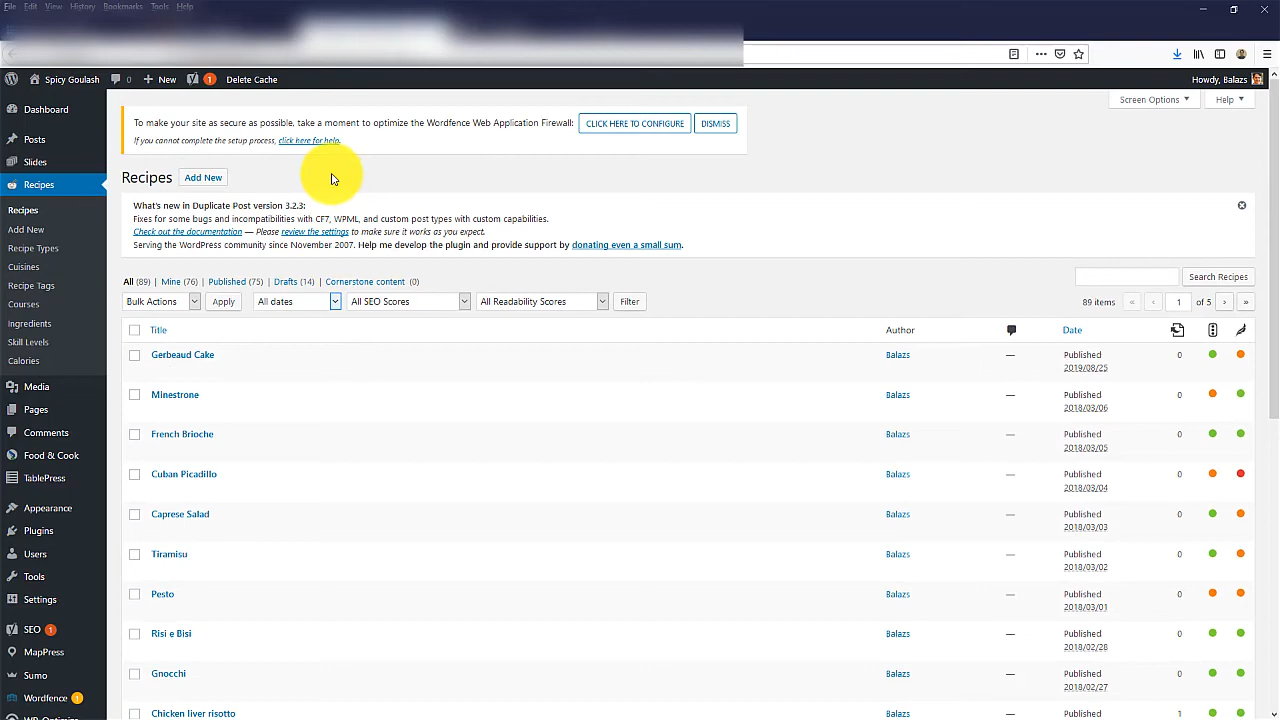 File Edit View History Bookmarks Tools Help
Spicy Goulash 0 New 1 Delete Cache Howdy, Balazs
Screen Options Help
Dashboard
Posts
Slides
Recipes
Recipes
Add New
Recipe Types
Cuisines
Recipe Tags
Courses
Ingredients
Skill Levels
Calories
Media
Pages
Comments
Food & Cook
TablePress
Appearance
Plugins
Users
Tools
Settings
SEO 1
MapPress
Sumo
Wordfence 1
WP-Optimize
To make your site as secure as possible, take a moment to optimize the Wordfence Web Application Firewall: CLICK HERE TO CONFIGURE DISMISS
If you cannot complete the setup process, click here for help.
Recipes Add New
What's new in Duplicate Post version 3.2.3:
Fixes for some bugs and incompatibilities with CF7, WPML, and custom post types with custom capabilities.
Check out the documentation — Please review the settings to make sure it works as you expect.
Serving the WordPress community since November 2007. Help me develop the plugin and provide support by donating even a small sum.
All (89) | Mine (76) | Published (75) | Drafts (14) | Cornerstone content (0)
Search Recipes
Bulk Actions Apply All dates All SEO Scores All Readability Scores Filter 89 items « ‹ 1 of 5 › »
Title Author Date
Gerbeaud Cake Balazs — Published 0
2019/08/25
Minestrone Balazs — Published 0
2018/03/06
French Brioche Balazs — Published 0
2018/03/05
Cuban Picadillo Balazs — Published 0
2018/03/04
Caprese Salad Balazs — Published 0
2018/03/03
Tiramisu Balazs — Published 0
2018/03/02
Pesto Balazs — Published 0
2018/03/01
Risi e Bisi Balazs — Published 0
2018/02/28
Gnocchi Balazs — Published 0
2018/02/27
Chicken liver risotto Balazs — Published 1